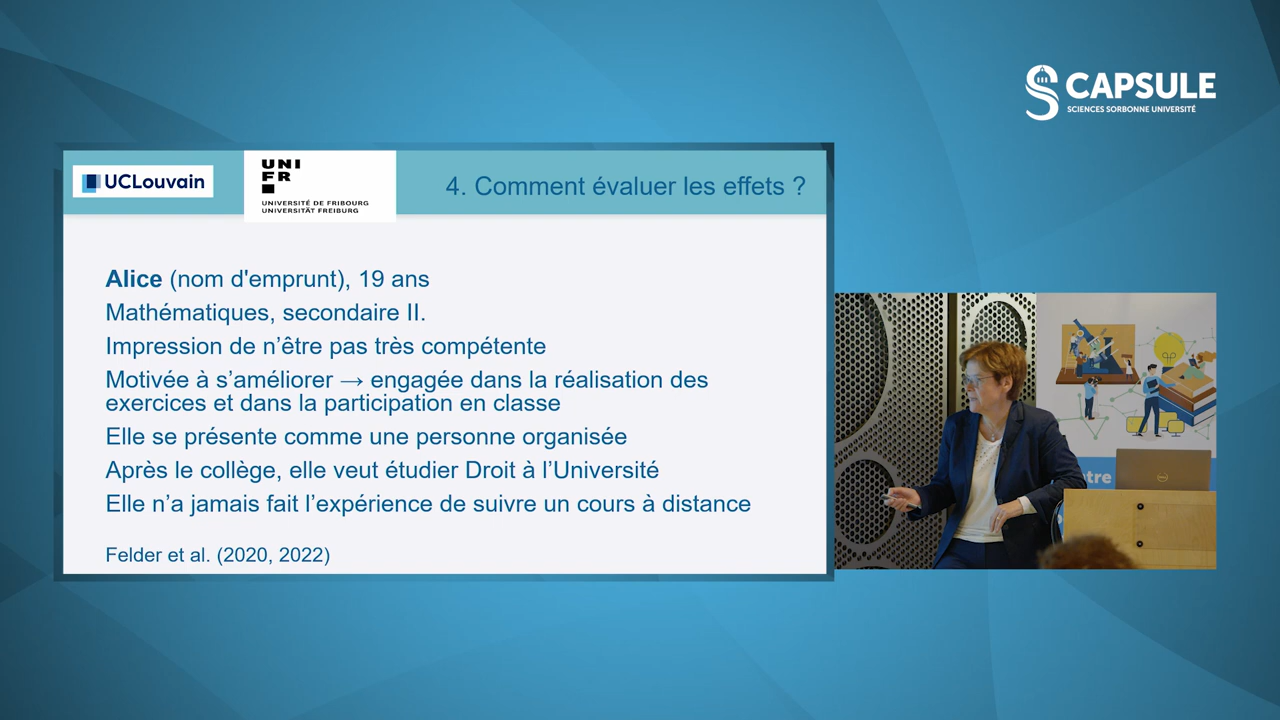 CAPSULE
SCIENCES SORBONNE UNIVERSITÉ
UCLouvain
UNI
FR
UNIVERSITÉ DE FRIBOURG
UNIVERSITÄT FREIBURG
4. Comment évaluer les effets ?
Alice (nom d'emprunt), 19 ans
Mathématiques, secondaire II.
Impression de n’être pas très compétente
Motivée à s’améliorer → engagée dans la réalisation des
exercices et dans la participation en classe
Elle se présente comme une personne organisée
Après le collège, elle veut étudier Droit à l’Université
Elle n’a jamais fait l’expérience de suivre un cours à distance
Felder et al. (2020, 2022)